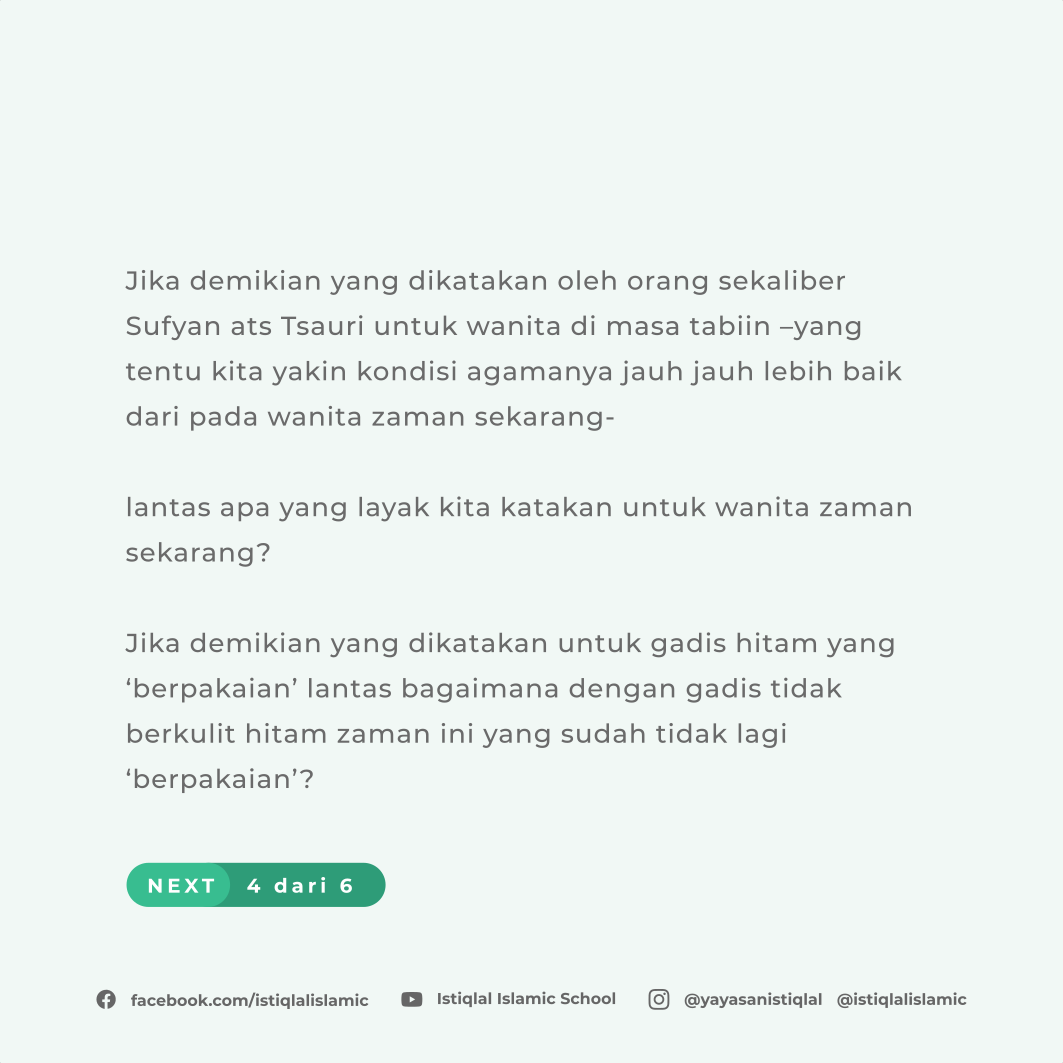 Jika demikian yang dikatakan oleh orang sekaliber
Sufyan ats Tsauri untuk wanita di masa tabiin –yang
tentu kita yakin kondisi agamanya jauh jauh lebih baik
dari pada wanita zaman sekarang-
lantas apa yang layak kita katakan untuk wanita zaman
sekarang?
Jika demikian yang dikatakan untuk gadis hitam yang
‘berpakaian’ lantas bagaimana dengan gadis tidak
berkulit hitam zaman ini yang sudah tidak lagi
‘berpakaian’?
NEXT 4 dari 6
facebook.com/istiqlalislamic Istiqlal Islamic School @yayasanistiqlal @istiqlalislamic